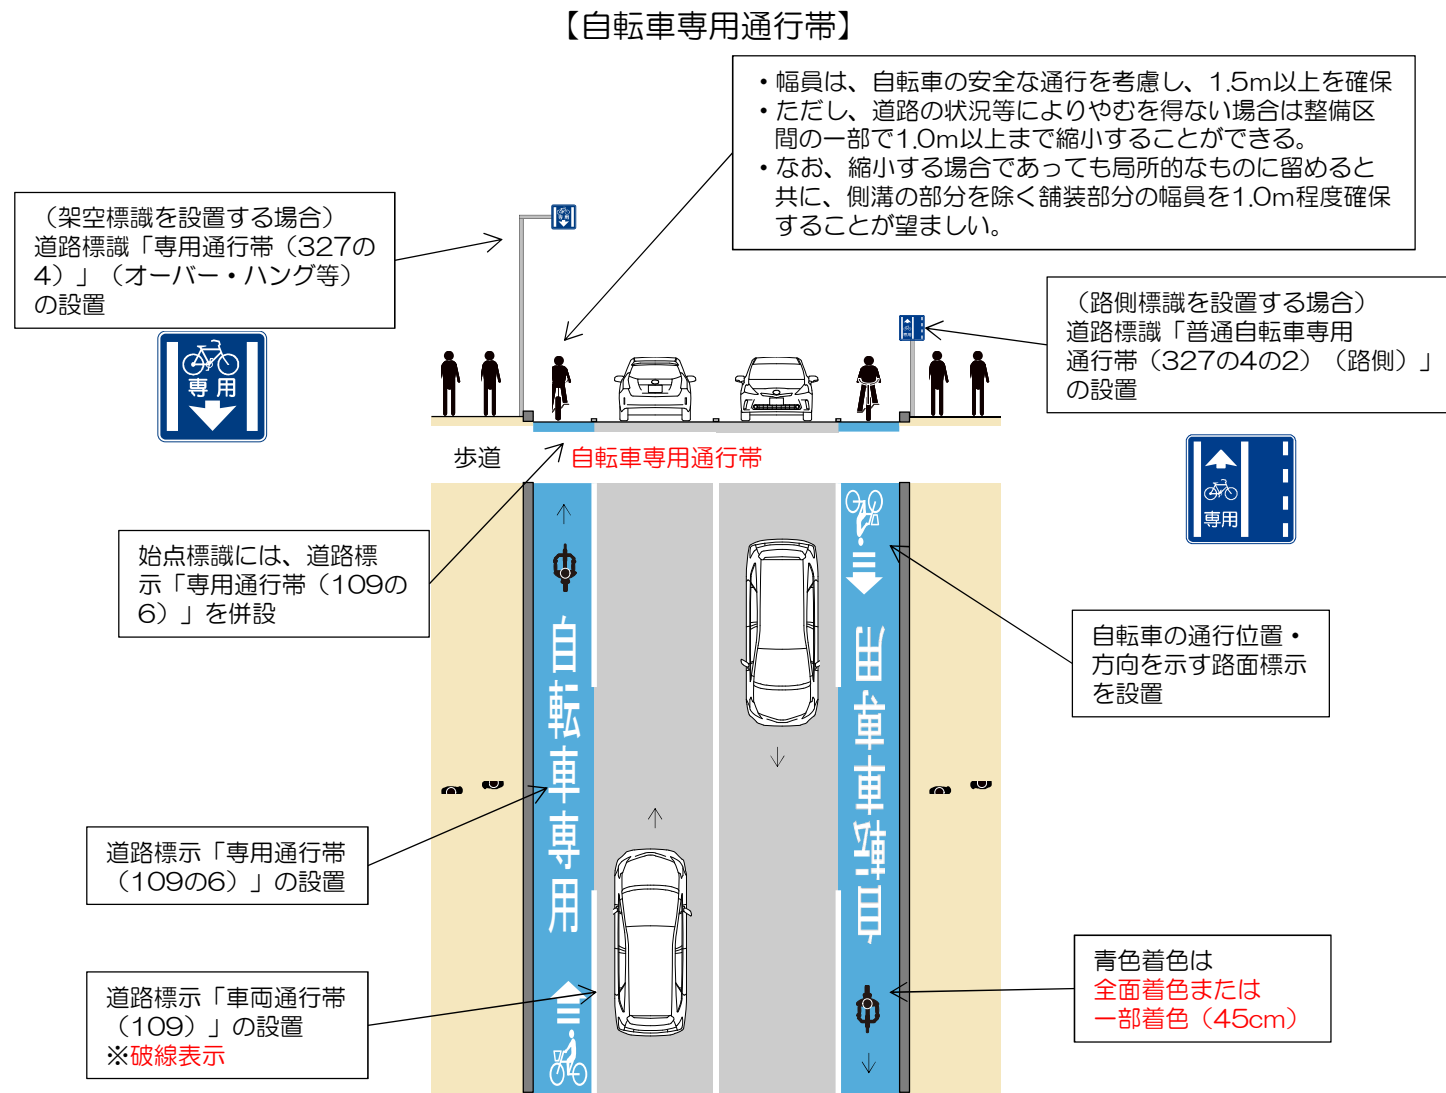 【自転車専用通行帯】
・幅員は、自転車の安全な通行を考慮し、1.5m以上を確保
・ただし、道路の状況等によりやむを得ない場合は整備区
間の一部で1.0m以上まで縮小することができる。
・なお、縮小する場合であっても局所的なものに留めると
共に、側溝の部分を除く舗装部分の幅員を1.0m程度確保
することが望ましい。
（架空標識を設置する場合）
道路標識「専用通行帯（327の
4）」（オーバー・ハング等）
の設置
専用
（路側標識を設置する場合）
道路標識「普通自転車専用
通行帯（327の4の2）（路側）」
の設置
専用
歩道
自転車専用通行帯
始点標識には、道路標
示「専用通行帯（109の
6）」を併設
自転車専用
自転車専用
自転車の通行位置・
方向を示す路面標示
を設置
道路標示「専用通行帯
（109の6）」の設置
道路標示「車両通行帯
（109）」の設置
※破線表示
青色着色は
全面着色または
一部着色（45cm）